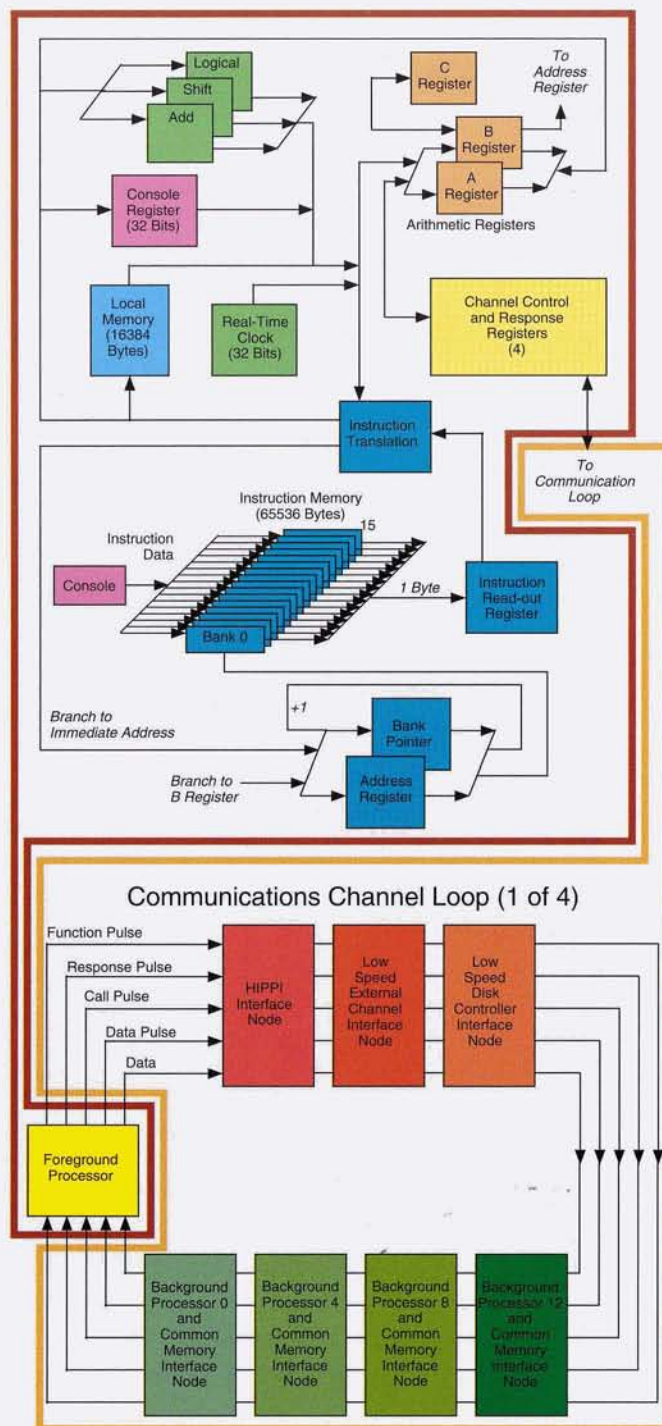 Logical
Shift
Add
C
Register
To
Address
Register
B
Register
A
Register
Arithmetic Registers
Console
Register
(32 Bits)
Local
Memory
(16384
Bytes)
Real-Time
Clock
(32 Bits)
Channel Control
and Response
Registers
(4)
Instruction
Translation
To
Communication
Loop
Instruction Memory
(65536 Bytes)
15
Instruction
Data
Console
Bank 0
1 Byte
Instruction
Read-out
Register
+1
Branch to
Immediate Address
Bank
Pointer
Branch to
B Register
Address
Register
Communications Channel Loop (1 of 4)
Function Pulse
Response Pulse
Call Pulse
Data Pulse
Data
HIPPI
Interface
Node
Low
Speed
External
Channel
Interface
Node
Low
Speed
Disk
Controller
Interface
Node
Foreground
Processor
Background
Processor 0
and
Common
Memory
Interface
Node
Background
Processor 4
and
Common
Memory
Interface
Node
Background
Processor 8
and
Common
Memory
Interface
Node
Background
Processor 12
and
Common
Memory
Interface
Node